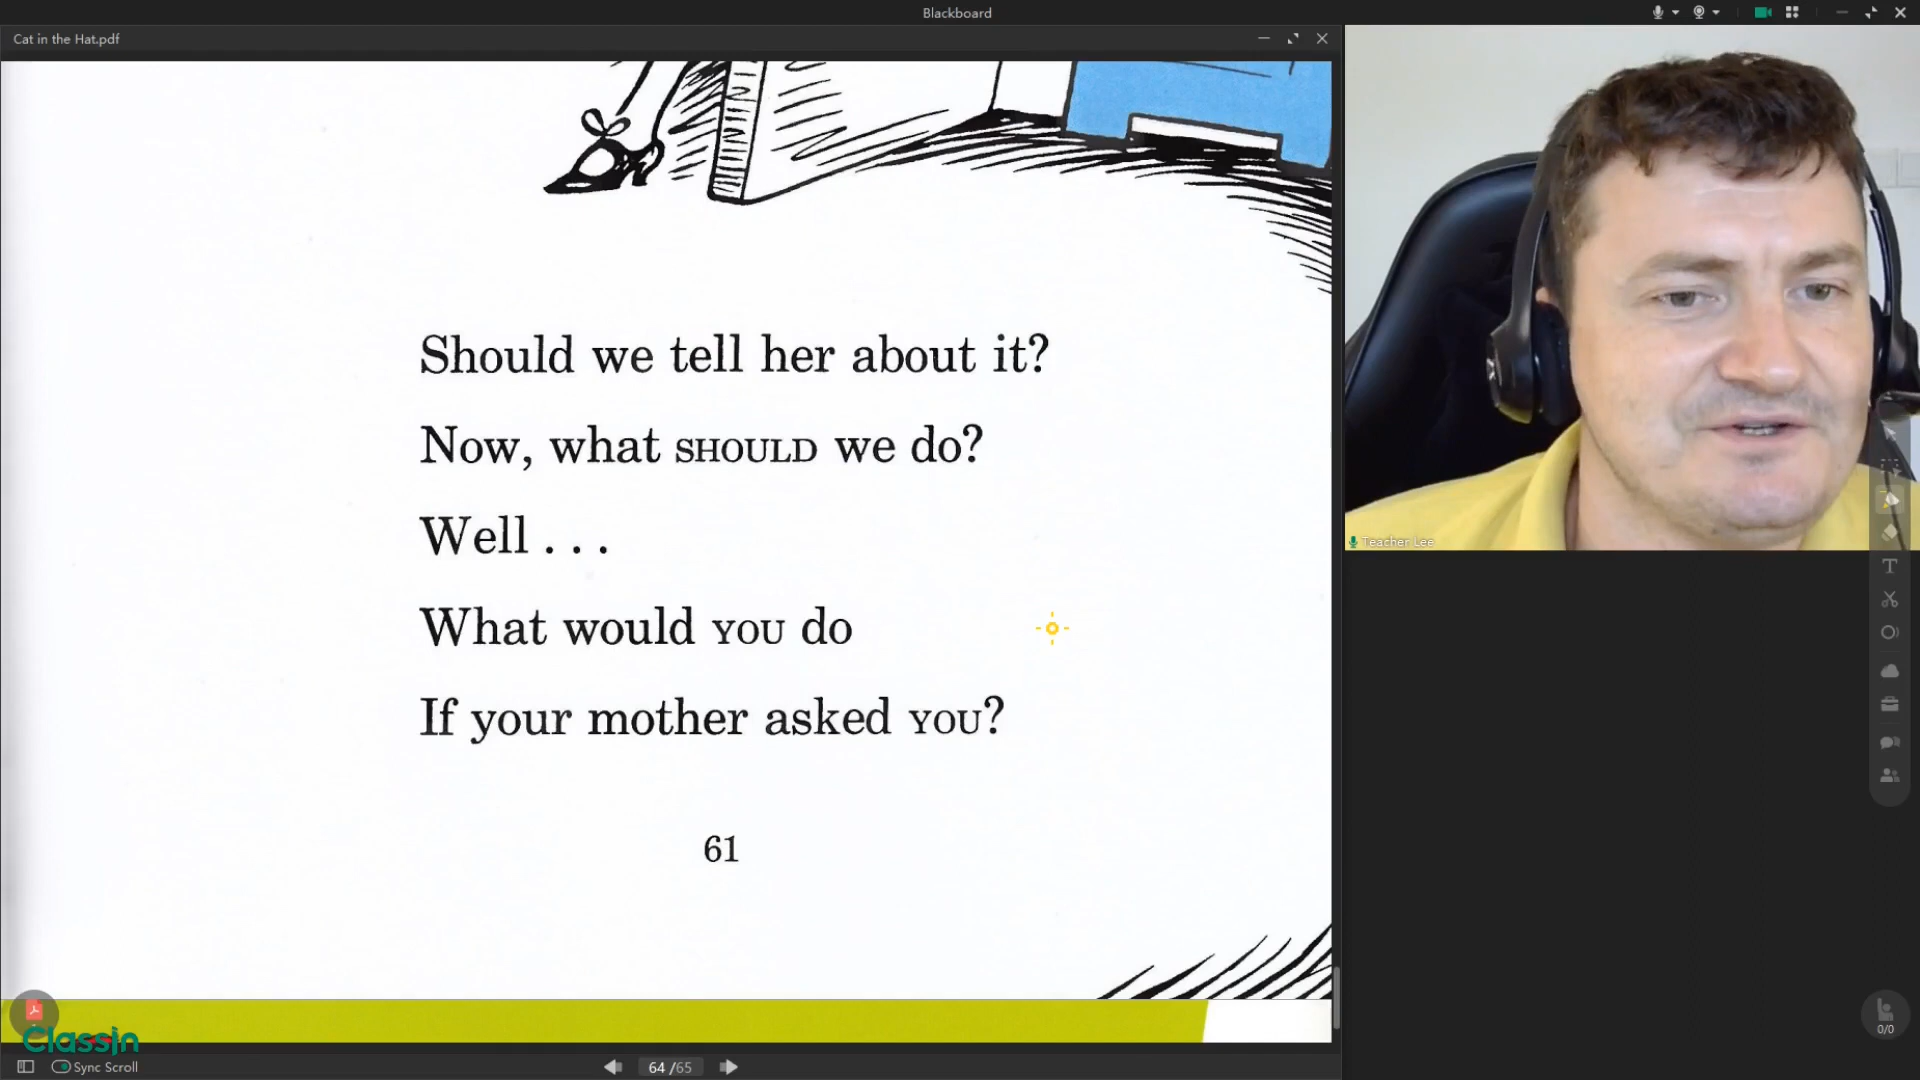 Blackboard
Cat in the Hat.pdf
Should we tell her about it?
Now, what SHOULD we do?
Well . . .
What would YOU do
If your mother asked YOU?
61
Teacher Lee
T
0/0
ClassIn
Sync Scroll
64 /65